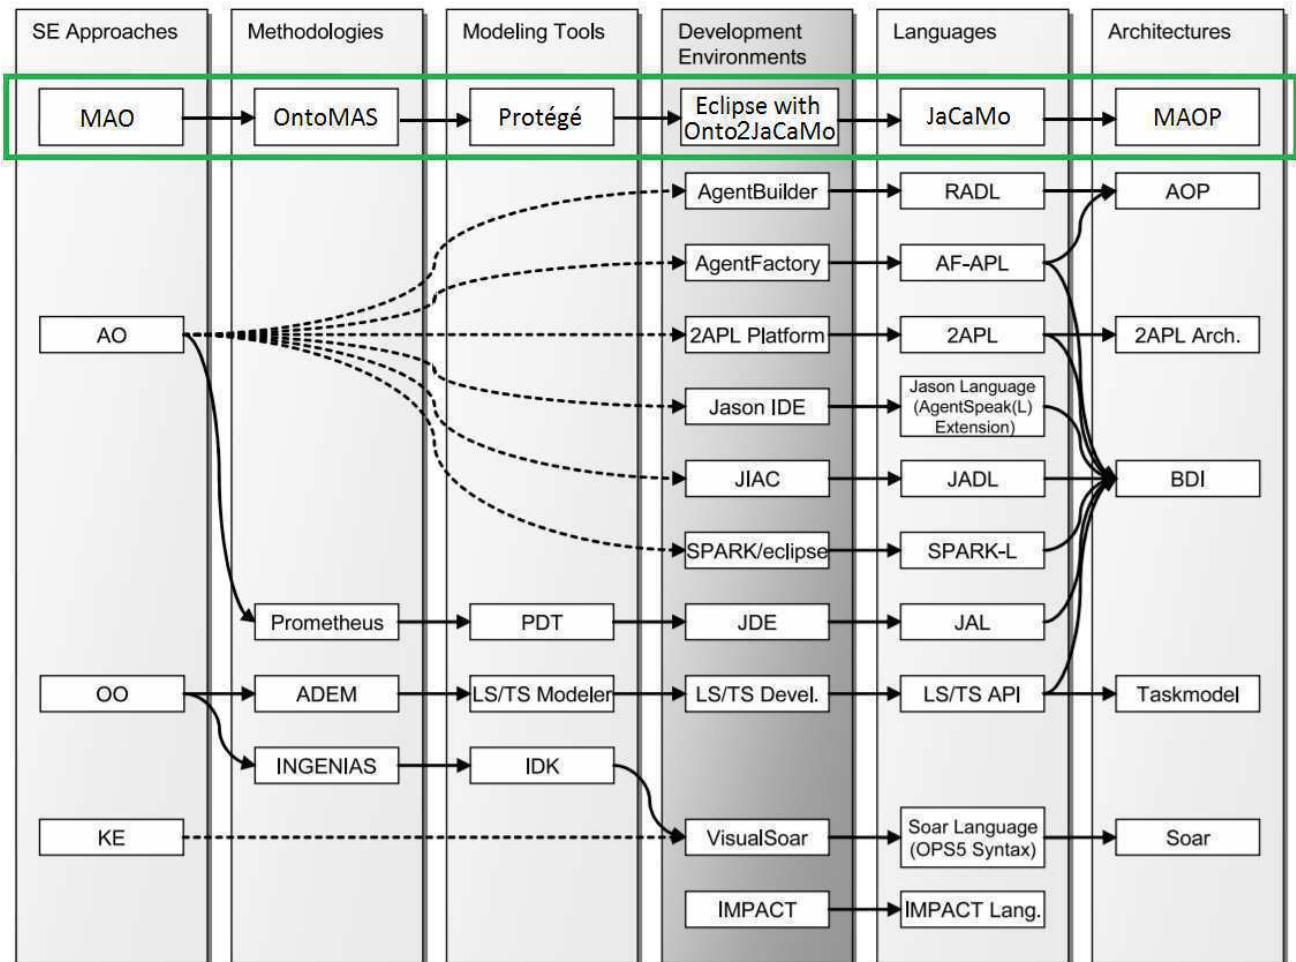 SE Approaches
Methodologies
Modeling Tools
Development
Environments
Languages
Architectures
MAO
OntoMAS
Protégé
Eclipse with
Onto2JaCaMo
JaCaMo
MAOP
AgentBuilder
RADL
AOP
AgentFactory
AF-APL
AO
2APL Platform
2APL
2APL Arch.
Jason IDE
Jason Language
(AgentSpeak(L)
Extension)
JIAC
JADL
BDI
SPARK/eclipse
SPARK-L
Prometheus
PDT
JDE
JAL
OO
ADEM
LS/TS Modeler
LS/TS Devel.
LS/TS API
Taskmodel
INGENIAS
IDK
KE
VisualSoar
Soar Language
(OPS5 Syntax)
Soar
IMPACT
IMPACT Lang.